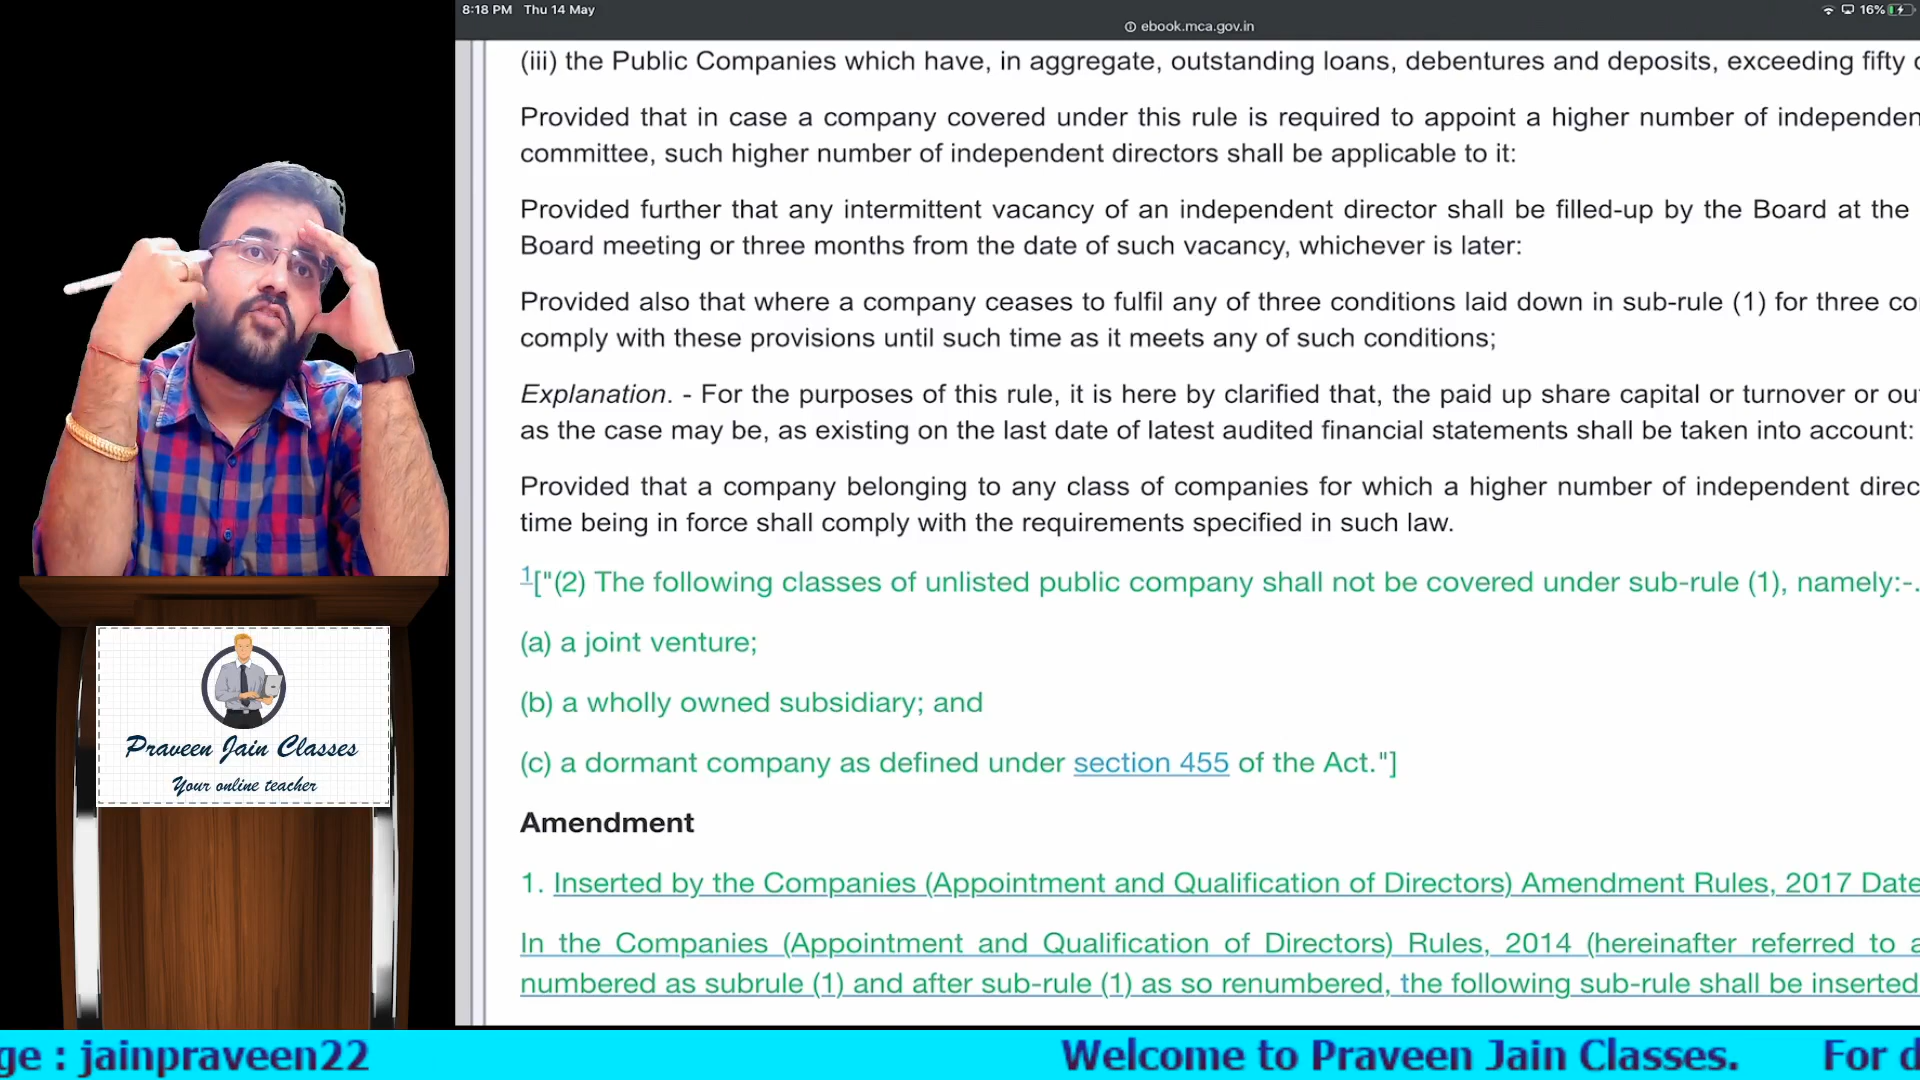 8:18 PM Thu 14 May
16%
ebook.mca.gov.in
(iii) the Public Companies which have, in aggregate, outstanding loans, debentures and deposits, exceeding fifty
Provided that in case a company covered under this rule is required to appoint a higher number of independen
committee, such higher number of independent directors shall be applicable to it:
Provided further that any intermittent vacancy of an independent director shall be filled-up by the Board at the
Board meeting or three months from the date of such vacancy, whichever is later:
Provided also that where a company ceases to fulfil any of three conditions laid down in sub-rule (1) for three co
comply with these provisions until such time as it meets any of such conditions;
Explanation. - For the purposes of this rule, it is here by clarified that, the paid up share capital or turnover or ou
as the case may be, as existing on the last date of latest audited financial statements shall be taken into account:
Provided that a company belonging to any class of companies for which a higher number of independent direc
time being in force shall comply with the requirements specified in such law.
1["(2) The following classes of unlisted public company shall not be covered under sub-rule (1), namely:-.
(a) a joint venture;
(b) a wholly owned subsidiary; and
(c) a dormant company as defined under section 455 of the Act."]
Amendment
1. Inserted by the Companies (Appointment and Qualification of Directors) Amendment Rules, 2017 Date
In the Companies (Appointment and Qualification of Directors) Rules, 2014 (hereinafter referred to a
numbered as subrule (1) and after sub-rule (1) as so renumbered, the following sub-rule shall be inserted
Praveen Jain Classes
Your online teacher
ge : jainpraveen22 Welcome to Praveen Jain Classes. For d